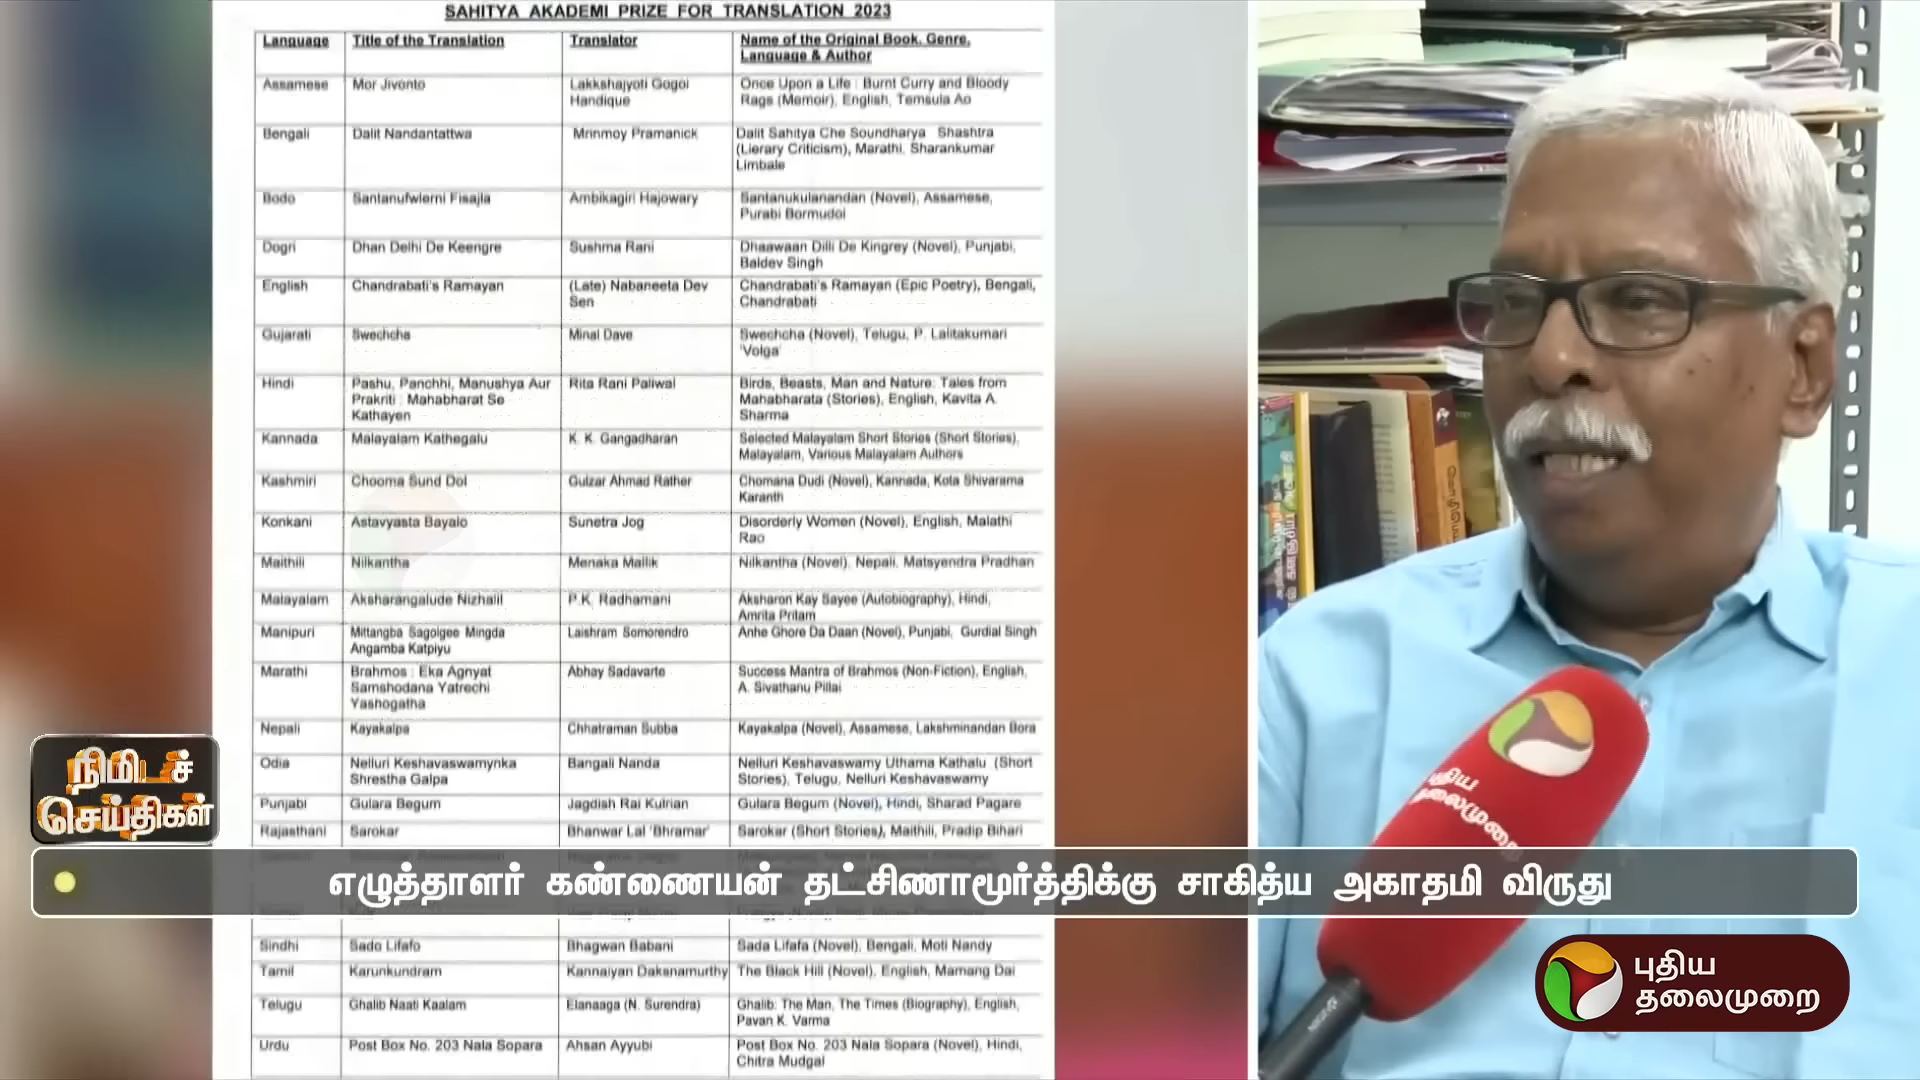 SAHITYA AKADEMI PRIZE FOR TRANSLATION 2023
Language Title of the Translation Translator Name of the Original Book, Genre,
Language & Author
Assamese Mor Jivonto Lakkshajyoti Gogoi Once Upon a Life : Burnt Curry and Bloody
Handique Rags (Memoir), English, Temsula Ao
Bengali Dalit Nandantattwa Mrinmoy Pramanick Dalit Sahitya Che Soundharya Shashtra
(Lierary Criticism), Marathi, Sharankumar
Limbale
Bodo Santanufwlerni Fisajla Ambikagiri Hajowary Santanukulanandan (Novel), Assamese,
Purabi Bormudoi
Dogri Dhan Delhi De Keengre Sushma Rani Dhaawaan Dilli De Kingrey (Novel), Punjabi,
Baldev Singh
English Chandrabati's Ramayan (Late) Nabaneeta Dev Chandrabati's Ramayan (Epic Poetry), Bengali,
Sen Chandrabati
Gujarati Swechcha Minal Dave Swechcha (Novel), Telugu, P. Lalitakumari
'Volga'
Hindi Pashu, Panchhi, Manushya Aur Rita Rani Paliwal Birds, Beasts, Man and Nature: Tales from
Prakriti : Mahabharat Se Mahabharata (Stories), English, Kavita A.
Kathayen Sharma
Kannada Malayalam Kathegalu K. K. Gangadharan Selected Malayalam Short Stories (Short Stories),
Malayalam, Various Malayalam Authors
Kashmiri Chooma Sund Dol Gulzar Ahmad Rather Chomana Dudi (Novel), Kannada, Kota Shivarama
Karanth
Konkani Astavyasta Bayalo Sunetra Jog Disorderly Women (Novel), English, Malathi
Rao
Maithili Nilkantha Menaka Mallik Nilkantha (Novel), Nepali, Matsyendra Pradhan
Malayalam Aksharangalude Nizhalil P.K. Radhamani Aksharon Kay Sayee (Autobiography), Hindi,
Amrita Pritam
Manipuri Mittangba Sagolgee Mingda Laishram Somorendro Anhe Ghore Da Daan (Novel), Punjabi, Gurdial Singh
Angamba Katpiyu
Marathi Brahmos : Eka Agnyat Abhay Sadavarte Success Mantra of Brahmos (Non-Fiction), English,
Samshodana Yatrechi A. Sivathanu Pillai
Yashogatha
Nepali Kayakalpa Chhatraman Subba Kayakalpa (Novel), Assamese, Lakshminandan Bora
Odia Nelluri Keshavaswamynka Bangali Nanda Nelluri Keshavaswamy Uthama Kathalu (Short
Shrestha Galpa Stories), Telugu, Nelluri Keshavaswamy
Punjabi Gulara Begum Jagdish Rai Kulrian Gulara Begum (Novel), Hindi, Sharad Pagare
Rajasthani Sarokar Bhanwar Lal 'Bhramar' Sarokar (Short Stories), Maithili, Pradip Bihari
Sindhi Sado Lifafo Bhagwan Babani Sada Lifafa (Novel), Bengali, Moti Nandy
Tamil Karunkundram Kannaiyan Daksnamurthy The Black Hill (Novel), English, Mamang Dai
Telugu Ghalib Naati Kaalam Elanaaga (N. Surendra) Ghalib: The Man, The Times (Biography), English,
Pavan K. Varma
Urdu Post Box No. 203 Nala Sopara Ahsan Ayyubi Post Box No. 203 Nala Sopara (Novel), Hindi,
Chitra Mudgal
நிமிடச்
செய்திகள்
எழுத்தாளர் கண்ணையன் தட்சிணாமூர்த்திக்கு சாகித்ய அகாதமி விருது
புதிய
தலைமுறை
புதிய
தலைமுறை